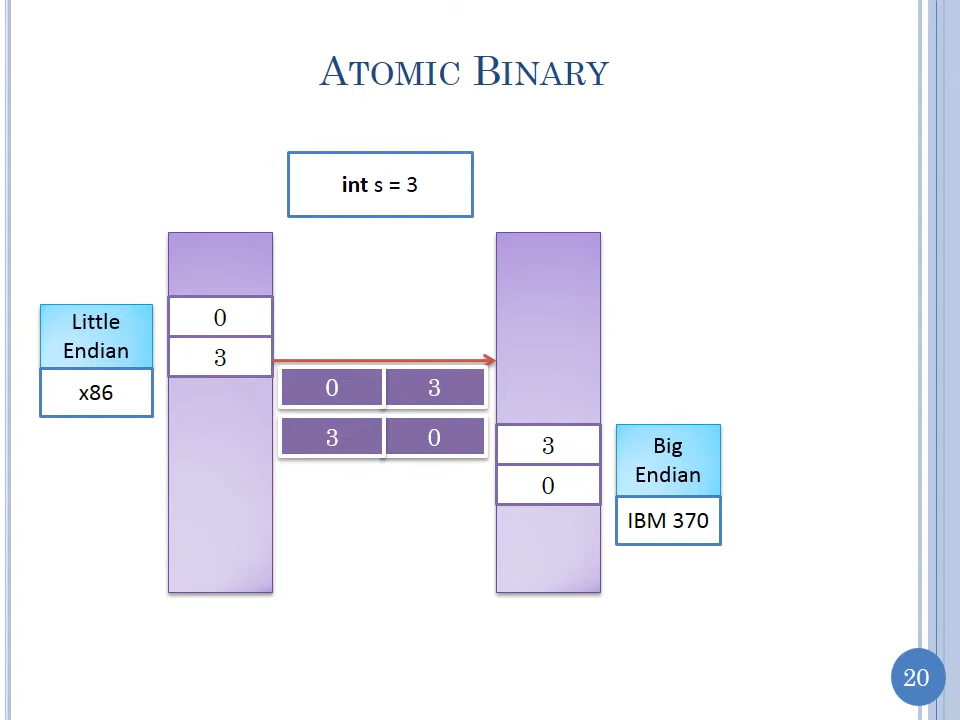 ATOMIC BINARY
int s = 3
Little
Endian
x86
0
3
0 3
3 0
3
0
Big
Endian
IBM 370
20